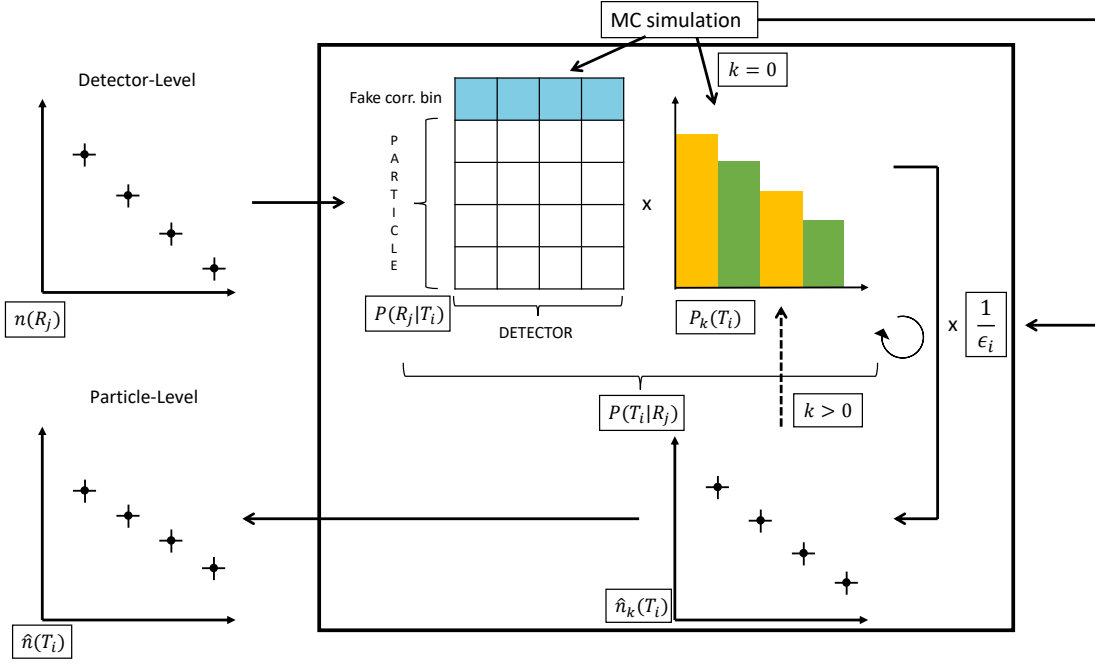 MC simulation
Detector-Level
Fake corr. bin
k = 0
P
A
R
T
I
C
L
E
x
n(R_j)
P(R_j|T_i)
DETECTOR
P_k(T_i)
x 1/ϵ_i
Particle-Level
P(T_i|R_j)
k > 0
n̂_k(T_i)
n̂(T_i)